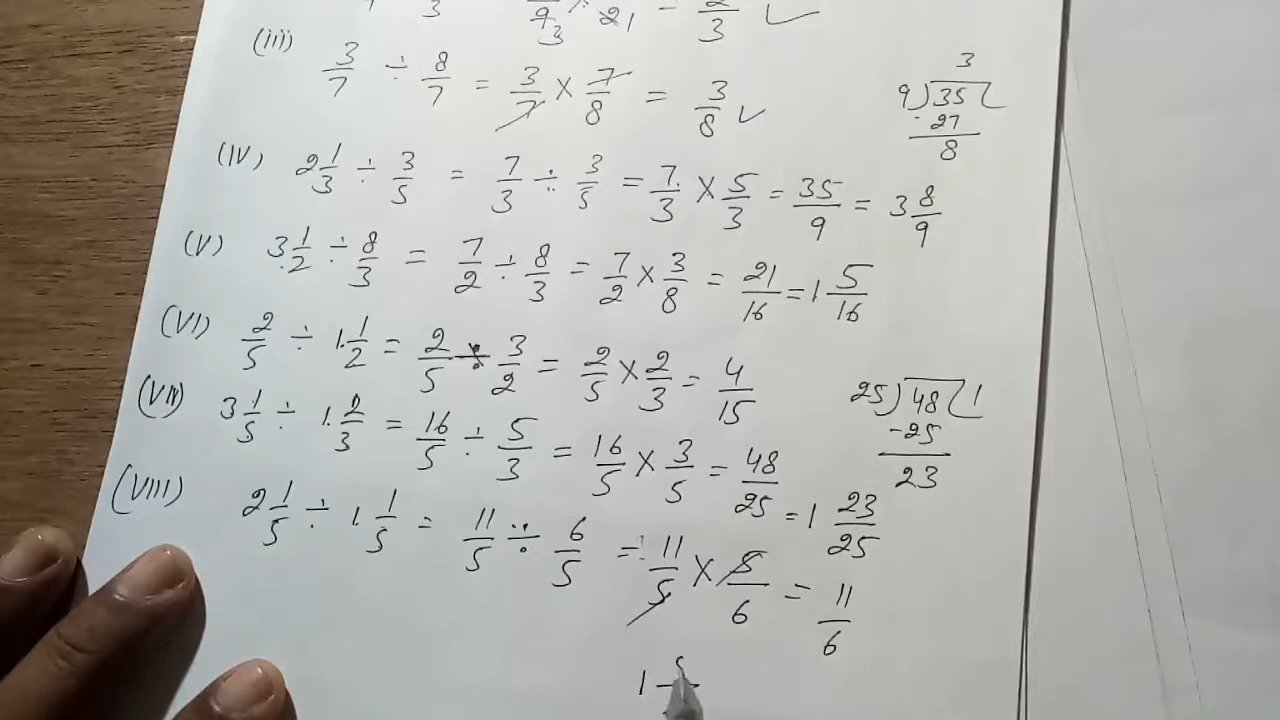 (iii) 3/7 ÷ 8/7 = 3/7 × 7/8 = 3/8 ✓
(IV) 2 1/3 ÷ 3/5 = 7/3 ÷ 3/5 = 7/3 × 5/3 = 35/9 = 3 8/9
(V) 3 1/2 ÷ 8/3 = 7/2 ÷ 8/3 = 7/2 × 3/8 = 21/16 = 1 5/16
(VI) 2/5 ÷ 1 1/2 = 2/5 ÷ 3/2 = 2/5 × 2/3 = 4/15
(VII) 3 1/5 ÷ 1 2/3 = 16/5 ÷ 5/3 = 16/5 × 3/5 = 48/25 = 1 23/25
(VIII) 2 1/5 ÷ 1 1/5 = 11/5 ÷ 6/5 = 11/5 × 5/6 = 11/6
1
3
9)35(
-27
8
25)48(1
-25
23